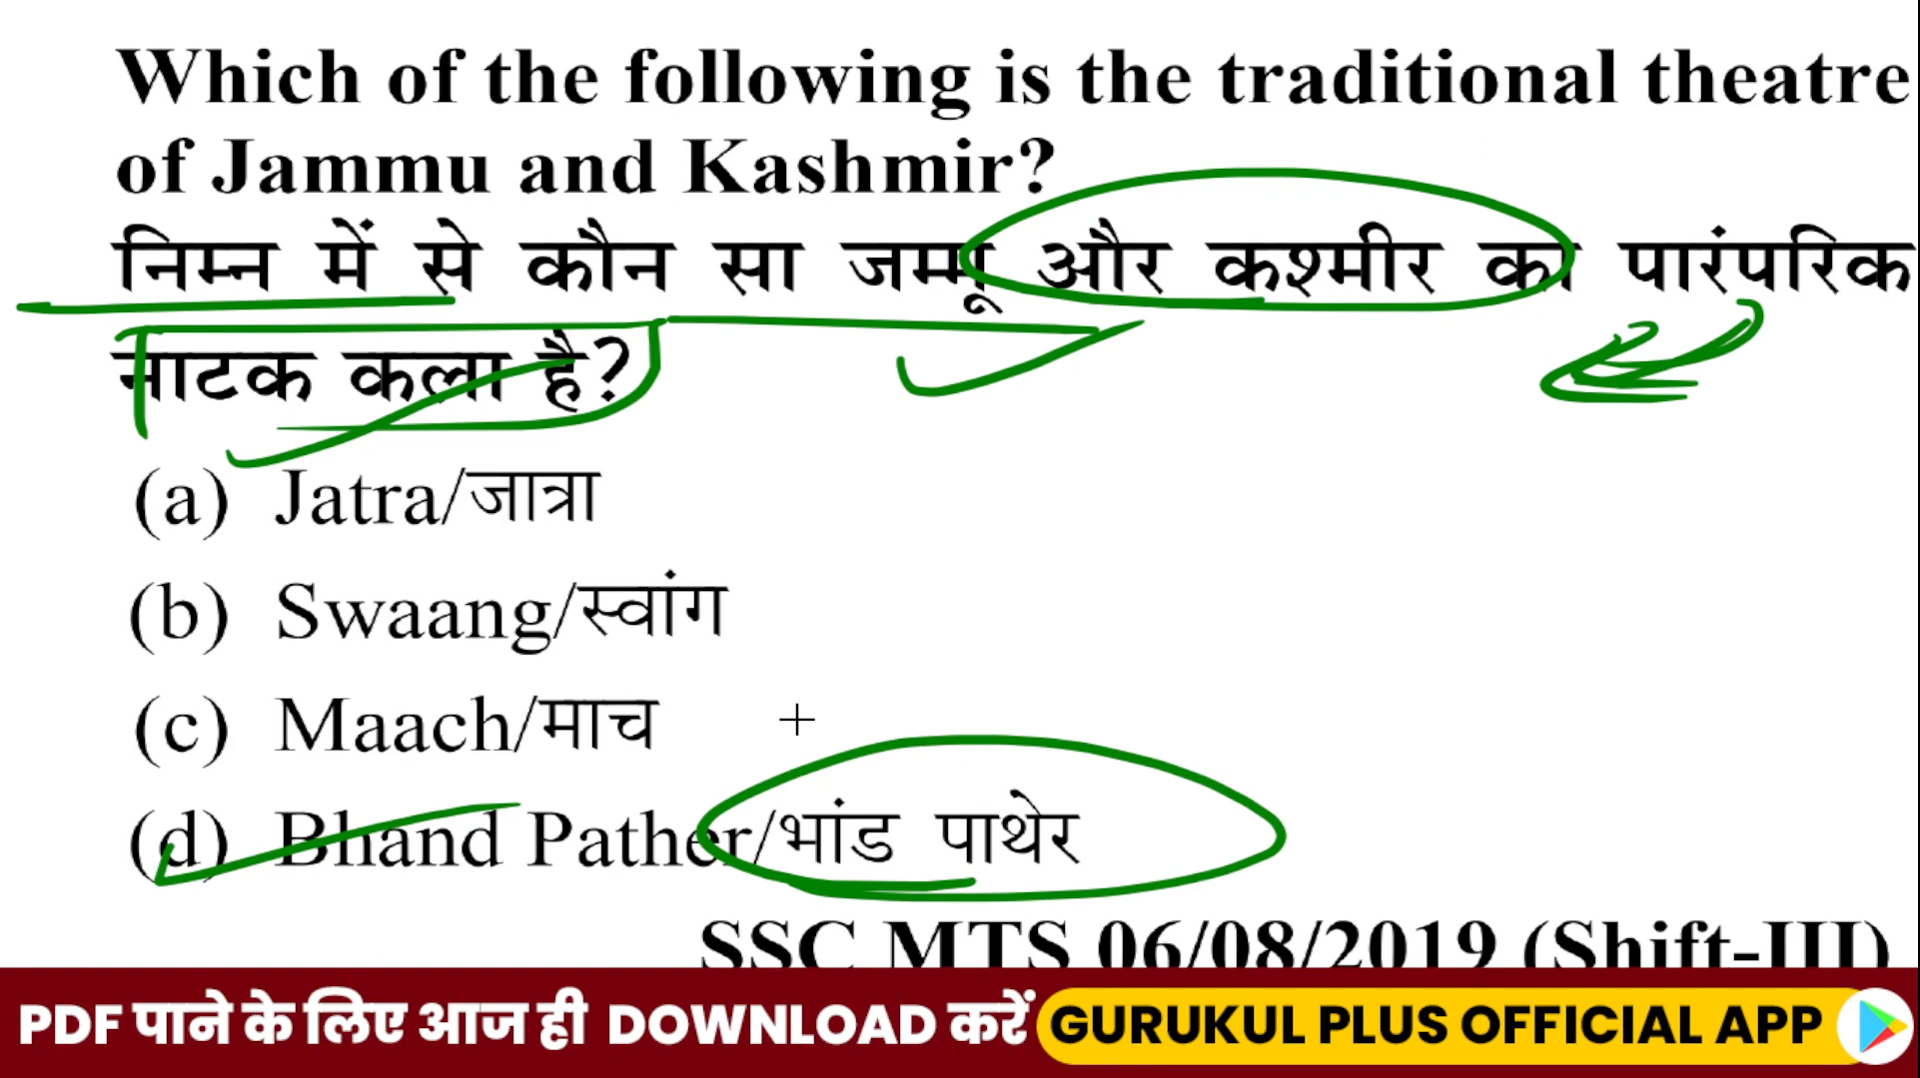 Which of the following is the traditional theatre
of Jammu and Kashmir?
निम्न में से कौन सा जम्मू और कश्मीर का पारंपरिक
नाटक कला है?
(a) Jatra/जात्रा
(b) Swaang/स्वांग
(c) Maach/माच
(d) Bhand Pather/भांड पाथेर
SSC MTS 06/08/2019 (Shift-III)
PDF पाने के लिए आज ही DOWNLOAD करें GURUKUL PLUS OFFICIAL APP